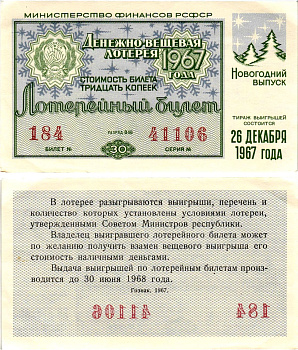 МИНИСТЕРСТВО ФИНАНСОВ РСФСР
ДЕНЕЖНО-ВЕЩЕВАЯ
ЛОТЕРЕЯ 1967 ГОДА
СТОИМОСТЬ БИЛЕТА
ТРИДЦАТЬ КОПЕЕК
Лотерейный билет
184 РАЗРЯД 41106
БИЛЕТ № 30 СЕРИЯ №
НОВОГОДНИЙ
ВЫПУСК
ТИРАЖ ВЫИГРЫШЕЙ
СОСТОИТСЯ
26 ДЕКАБРЯ
1967 ГОДА
В лотерее разыгрываются выигрыши, перечень и
количество которых установлены условиями лотереи,
утвержденными Советом Министров республики.
Владелец выигравшего лотерейного билета может
по желанию получить взамен вещевого выигрыша его
стоимость наличными деньгами.
Выдача выигрышей по лотерейным билетам произво-
дится до 30 июня 1968 года.
Гознак. 1967.
41106 184